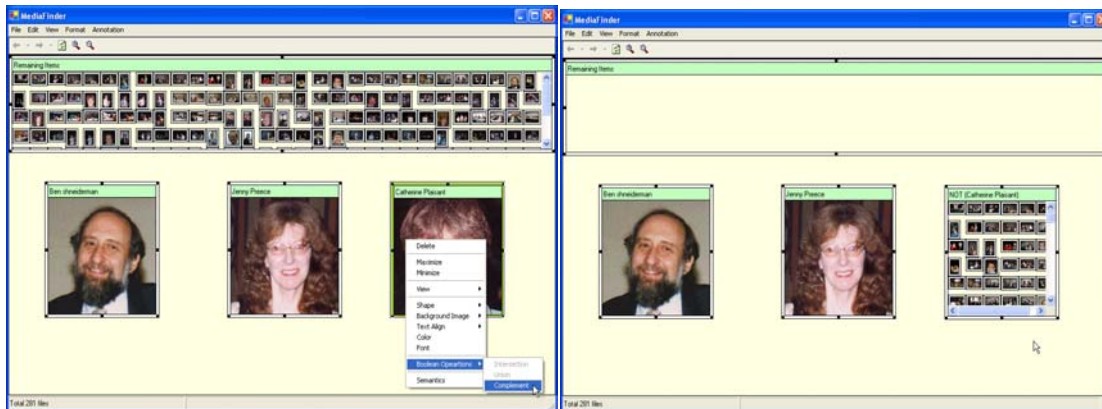 MediaFinder
File Edit View Format Annotation
Remaining Items
Ben shneiderman
Jenny Preece
Catherine Plaisant
Delete
Maximize
Minimize
View
Shape
Background Image
Text Align
Color
Font
Boolean Opeartions
Intersection
Union
Complement
Semantics
Total 281 files
MediaFinder
File Edit View Format Annotation
Remaining Items
Ben shneiderman
Jenny Preece
NOT (Catherine Plaisant)
Total 281 files